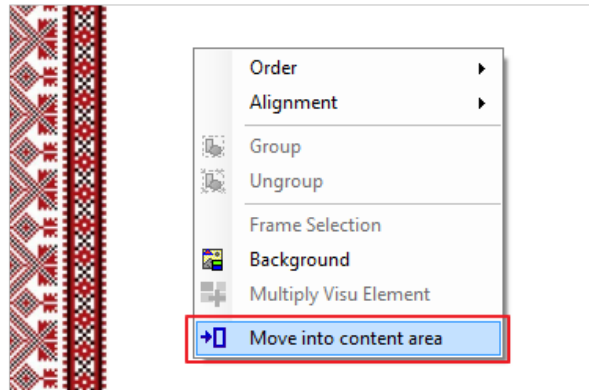 Order
Alignment
Group
Ungroup
Frame Selection
Background
Multiply Visu Element
Move into content area